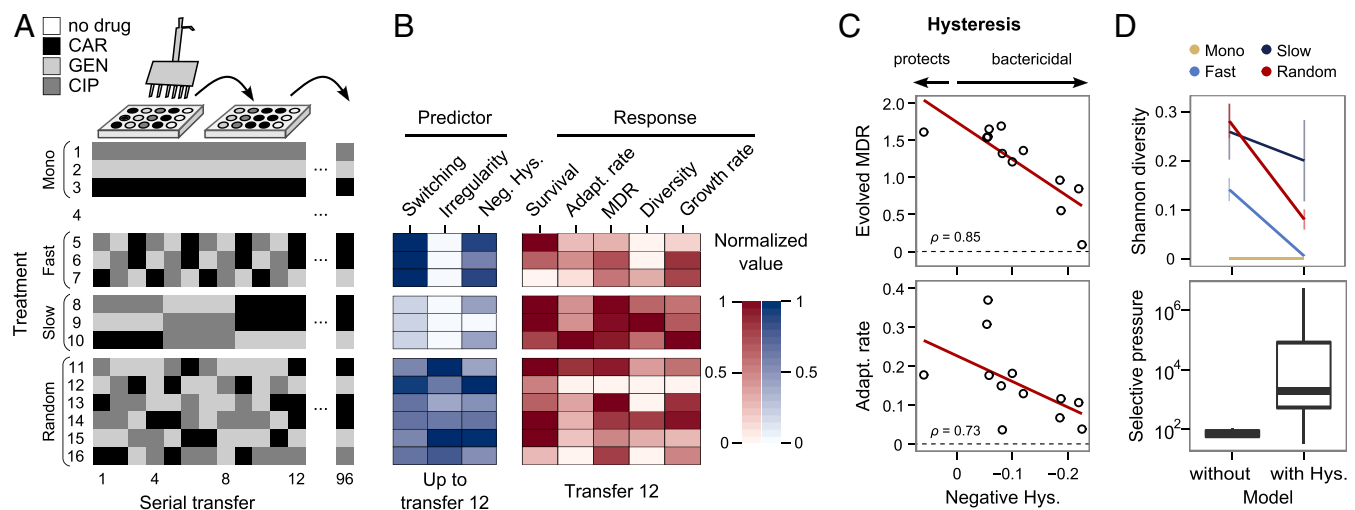 A
no drug
CAR
GEN
CIP
Treatment
Mono
1
2
3
...
4
...
Fast
5
6
7
...
Slow
8
9
10
...
Random
11
12
13
14
15
16
...
1 4 8 12 96
Serial transfer
B
Predictor
Response
Switching
Irregularity
Neg. Hys.
Survival
Adapt. rate
MDR
Diversity
Growth rate
Normalized
value
1 1
0.5 0.5
0 0
Up to
transfer 12
Transfer 12
C
Hysteresis
protects
bactericidal
Evolved MDR
2.0
1.5
1.0
0.5
0
ρ = 0.85
Adapt. rate
0.4
0.3
0.2
0.1
0
ρ = 0.73
0 −0.1 −0.2
Negative Hys.
D
Mono
Slow
Fast
Random
Shannon diversity
0.3
0.2
0.1
0
Selective pressure
10⁶
10⁴
10²
without
with Hys.
Model